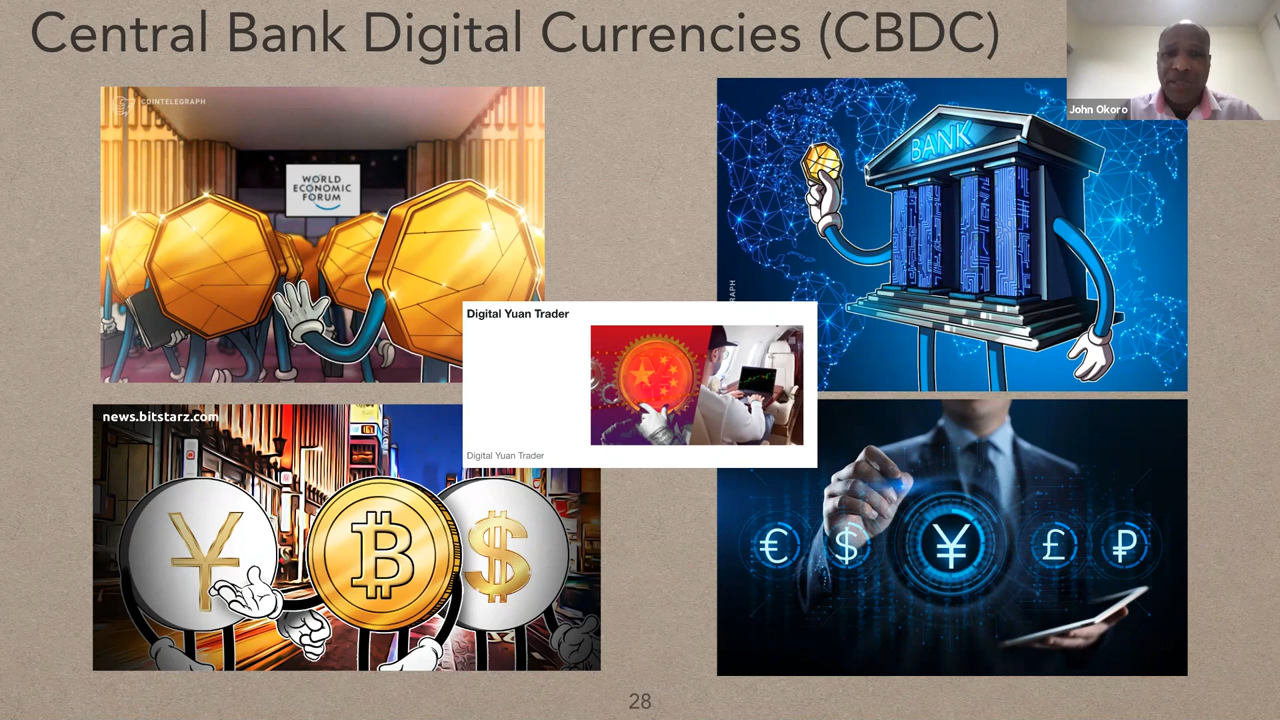 Central Bank Digital Currencies (CBDC)
John Okoro
COINTELEGRAPH
WORLD
ECONOMIC
FORUM
BANK
Digital Yuan Trader
Digital Yuan Trader
news.bitstarz.com
¥
B
$
€
$
¥
£
₽
28